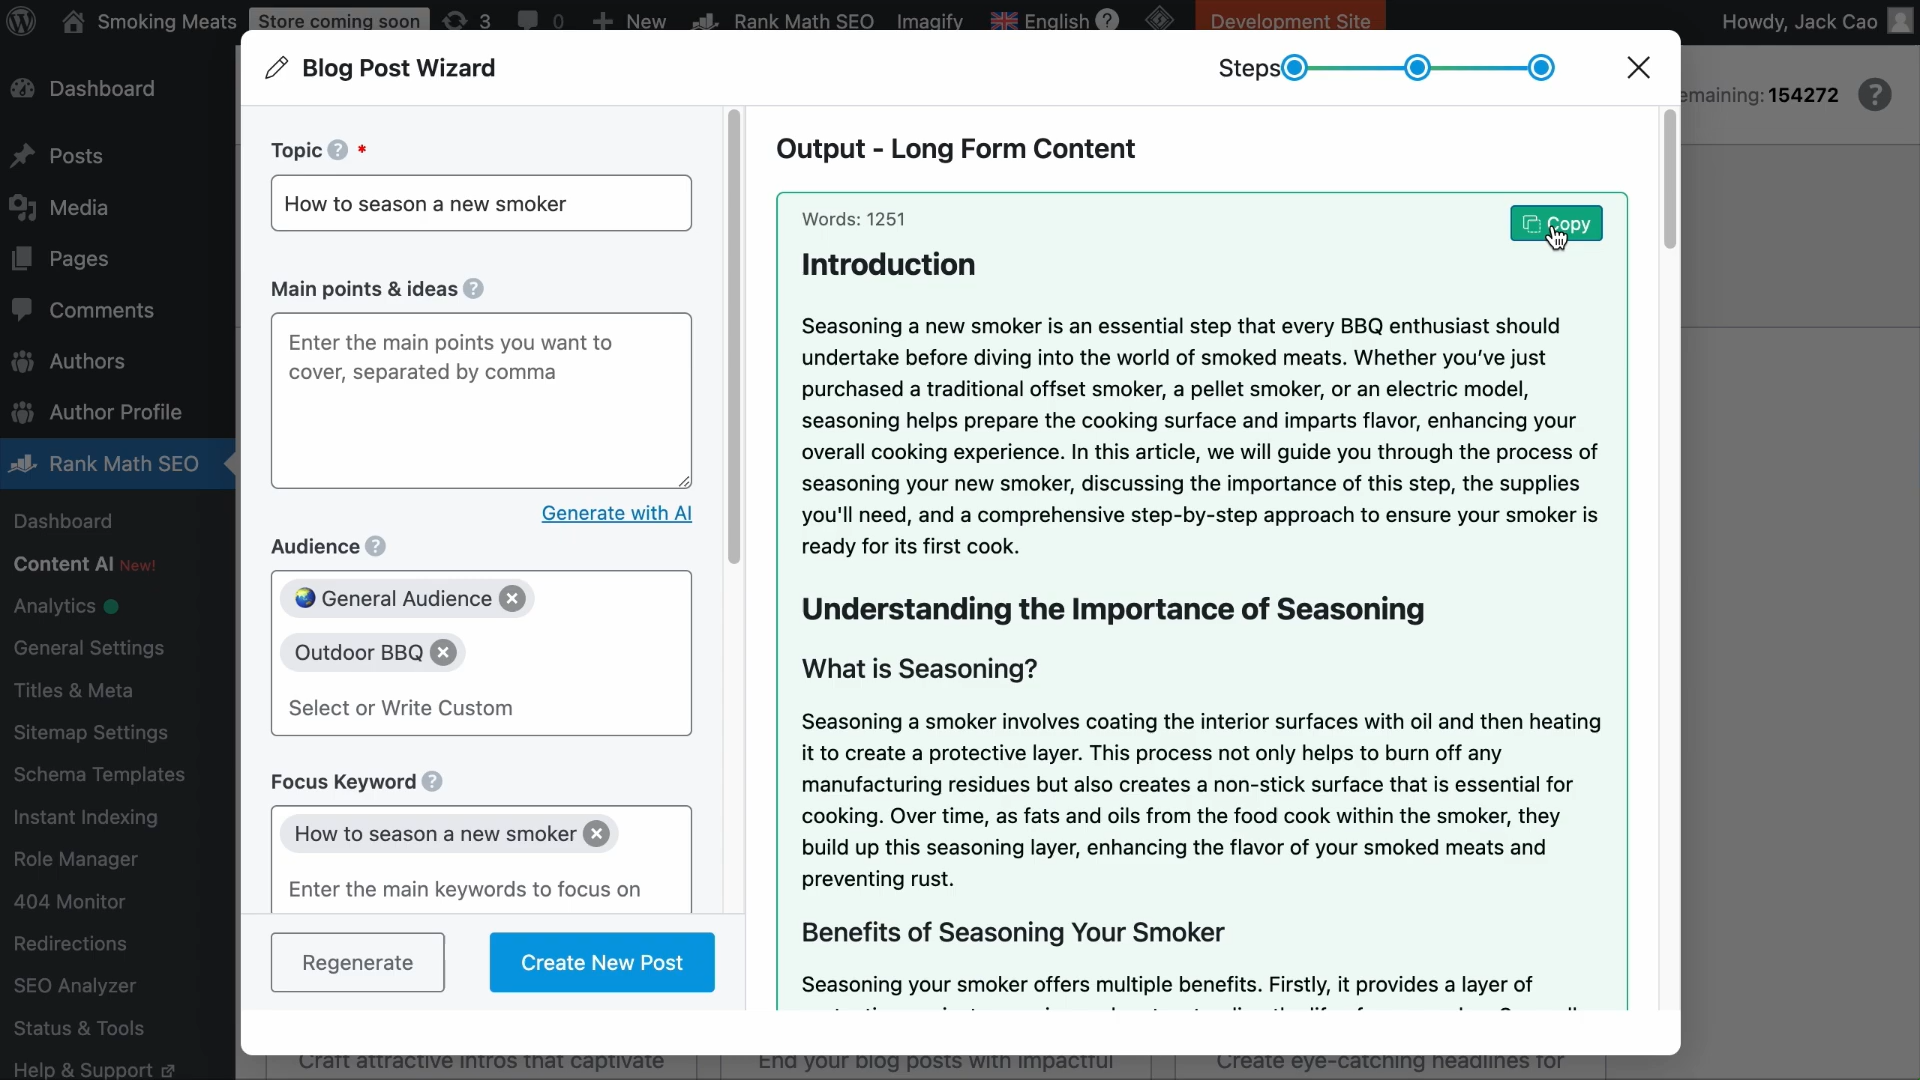 Smoking Meats
Store coming soon
3
0
New
Rank Math SEO
Imagify
English
Development Site
Howdy, Jack Cao
Dashboard
Posts
Media
Pages
Comments
Authors
Author Profile
Rank Math SEO
Dashboard
Content AI New!
Analytics
General Settings
Titles & Meta
Sitemap Settings
Schema Templates
Instant Indexing
Role Manager
404 Monitor
Redirections
SEO Analyzer
Status & Tools
Help & Support
Blog Post Wizard
Steps
emaining: 154272
Topic *
How to season a new smoker
Main points & ideas
Enter the main points you want to
cover, separated by comma
Generate with AI
Audience
General Audience
Outdoor BBQ
Select or Write Custom
Focus Keyword
How to season a new smoker
Enter the main keywords to focus on
Regenerate
Create New Post
Output - Long Form Content
Words: 1251
Copy
Introduction
Seasoning a new smoker is an essential step that every BBQ enthusiast should
undertake before diving into the world of smoked meats. Whether you've just
purchased a traditional offset smoker, a pellet smoker, or an electric model,
seasoning helps prepare the cooking surface and imparts flavor, enhancing your
overall cooking experience. In this article, we will guide you through the process of
seasoning your new smoker, discussing the importance of this step, the supplies
you'll need, and a comprehensive step-by-step approach to ensure your smoker is
ready for its first cook.
Understanding the Importance of Seasoning
What is Seasoning?
Seasoning a smoker involves coating the interior surfaces with oil and then heating
it to create a protective layer. This process not only helps to burn off any
manufacturing residues but also creates a non-stick surface that is essential for
cooking. Over time, as fats and oils from the food cook within the smoker, they
build up this seasoning layer, enhancing the flavor of your smoked meats and
preventing rust.
Benefits of Seasoning Your Smoker
Seasoning your smoker offers multiple benefits. Firstly, it provides a layer of
Craft attractive intros that captivate
End your blog posts with impactful
Create eye-catching headlines for